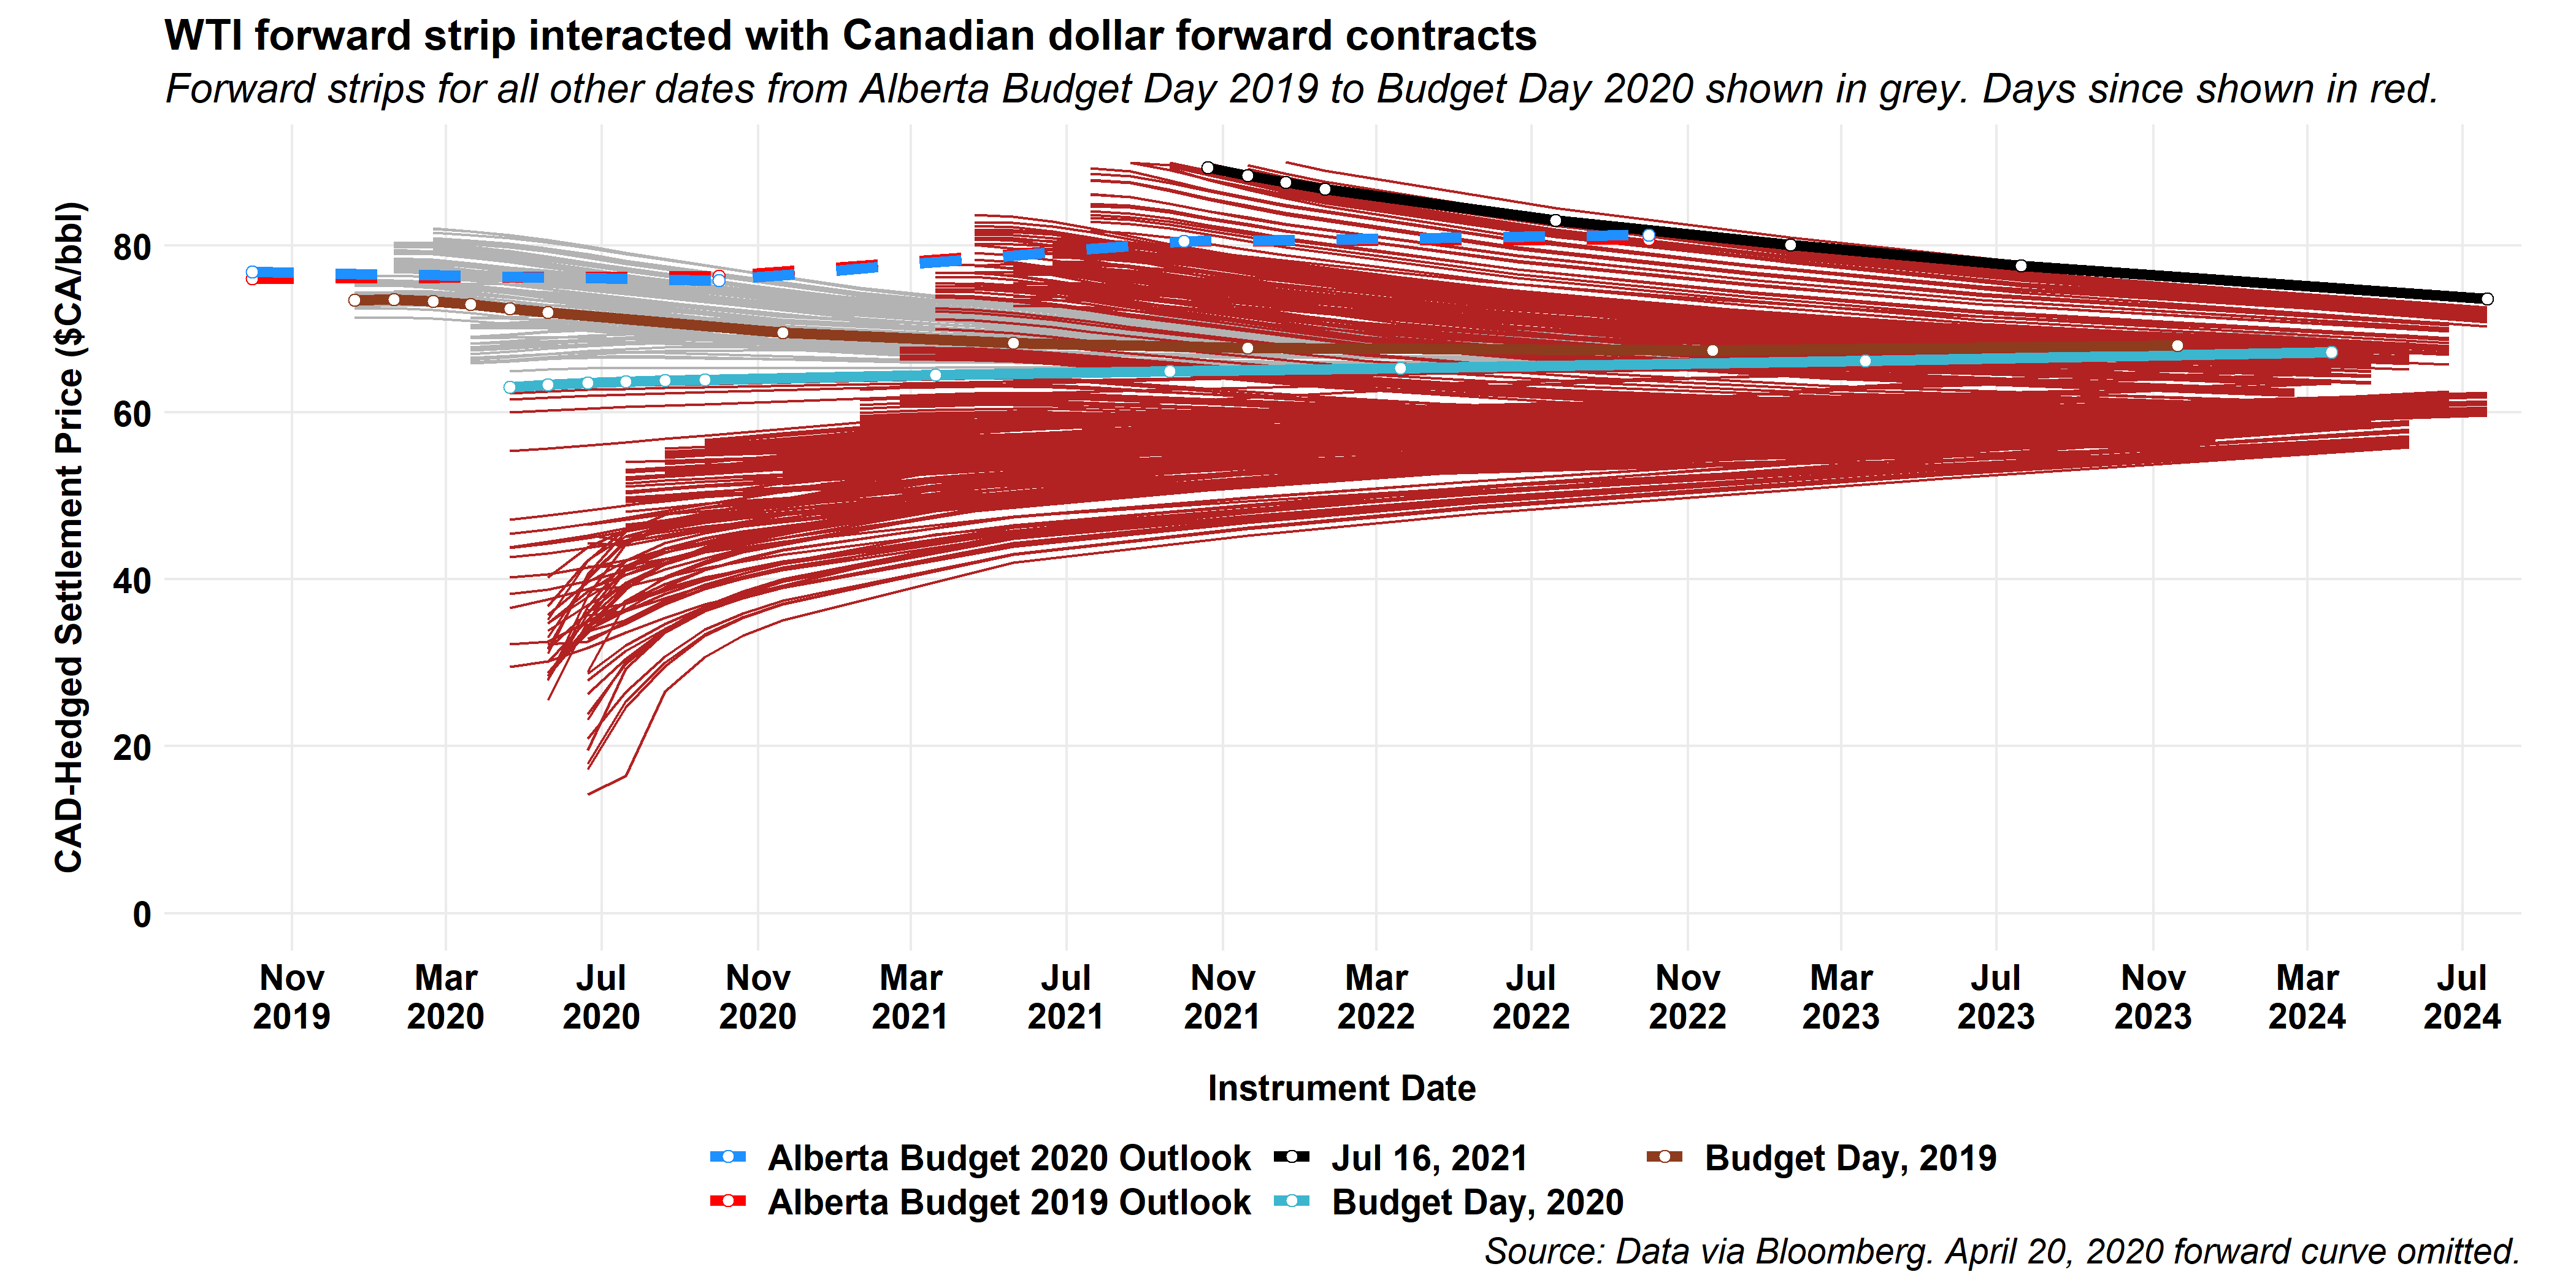 WTI forward strip interacted with Canadian dollar forward contracts
Forward strips for all other dates from Alberta Budget Day 2019 to Budget Day 2020 shown in grey. Days since shown in red.
CAD-Hedged Settlement Price ($CA/bbl)
80
60
40
20
0
Nov 2019
Mar 2020
Jul 2020
Nov 2020
Mar 2021
Jul 2021
Nov 2021
Mar 2022
Jul 2022
Nov 2022
Mar 2023
Jul 2023
Nov 2023
Mar 2024
Jul 2024
Instrument Date
Alberta Budget 2020 Outlook
Jul 16, 2021
Budget Day, 2019
Alberta Budget 2019 Outlook
Budget Day, 2020
Source: Data via Bloomberg. April 20, 2020 forward curve omitted.